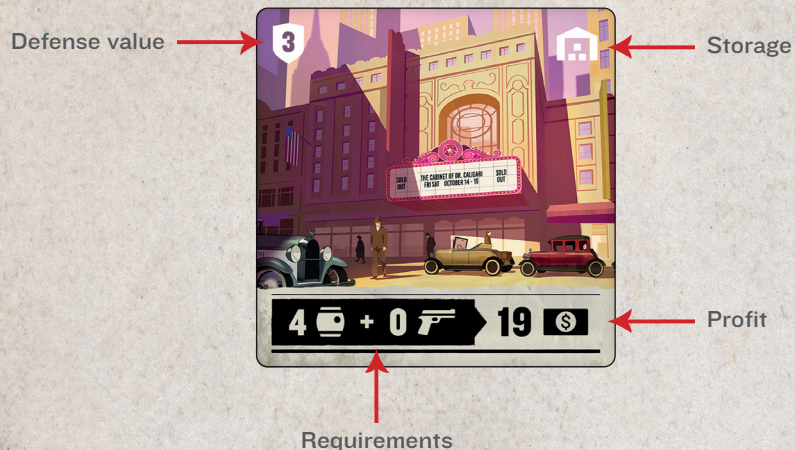 Defense value
3
Storage
SOLD OUT
THE CABINET OF DR. CALIGARI
FRI SAT OCTOBER 14 - 15
SOLD OUT
4 + 0 19 $
Profit
Requirements